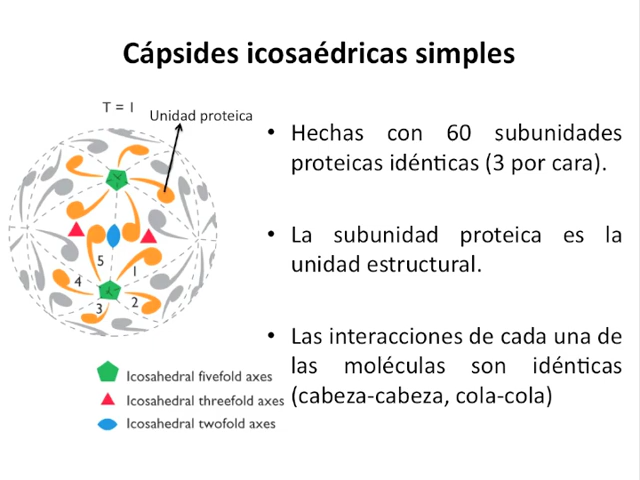 Cápsides icosaédricas simples
T = 1
Unidad proteica
5
1
4
2
3
Icosahedral fivefold axes
Icosahedral threefold axes
Icosahedral twofold axes
• Hechas con 60 subunidades
proteicas idénticas (3 por cara).
• La subunidad proteica es la
unidad estructural.
• Las interacciones de cada una de
las moléculas son idénticas
(cabeza-cabeza, cola-cola)